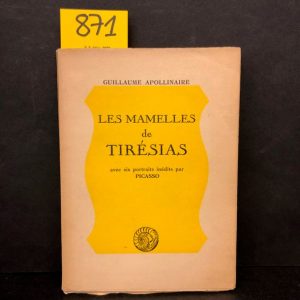 871
GUILLAUME APOLLINAIRE
LES MAMELLES
de
TIRÉSIAS
avec six portraits inédits par
PICASSO